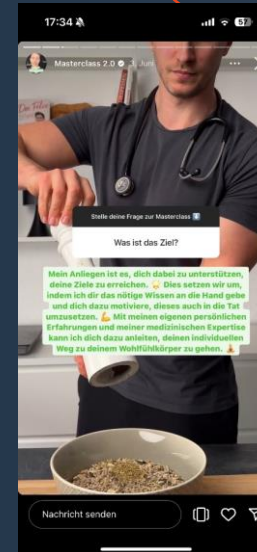 17:34
57
Masterclass 2.0
Stelle deine Frage zur Masterclass
Was ist das Ziel?
Mein Anliegen ist es, dich dabei zu unterstützen,
deine Ziele zu erreichen. Dies setzen wir um,
indem ich dir das nötige Wissen an die Hand gebe
und dich dazu motiviere, dieses auch in die Tat
umzusetzen. Mit meinen eigenen persönlichen
Erfahrungen und meiner medizinischen Expertise
kann ich dich dazu anleiten, deinen individuellen
Weg zu deinem Wohlfühlkörper zu gehen.
Nachricht senden